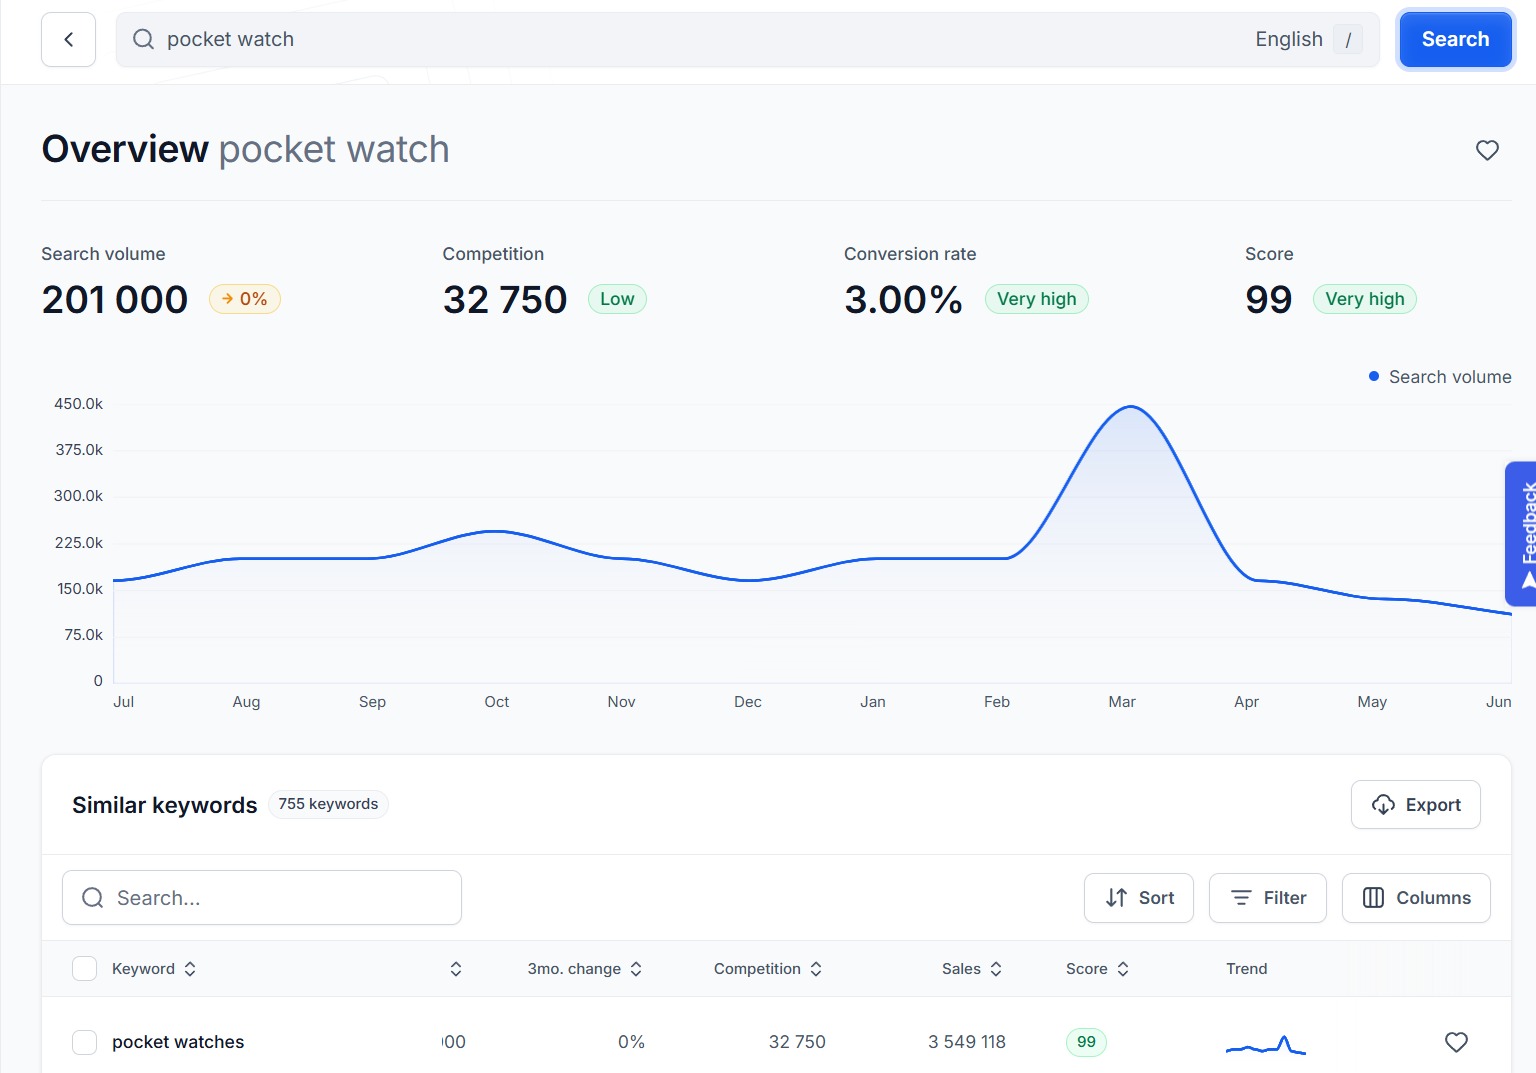 pocket watch English / Search
Overview pocket watch
Search volume Competition Conversion rate Score
201 000 → 0% 32 750 Low 3.00% Very high 99 Very high
Search volume
450.0k
375.0k
300.0k
225.0k
150.0k
75.0k
0
Jul Aug Sep Oct Nov Dec Jan Feb Mar Apr May Jun
Feedback
Similar keywords 755 keywords Export
Search... Sort Filter Columns
Keyword 3mo. change Competition Sales Score Trend
pocket watches 00 0% 32 750 3 549 118 99